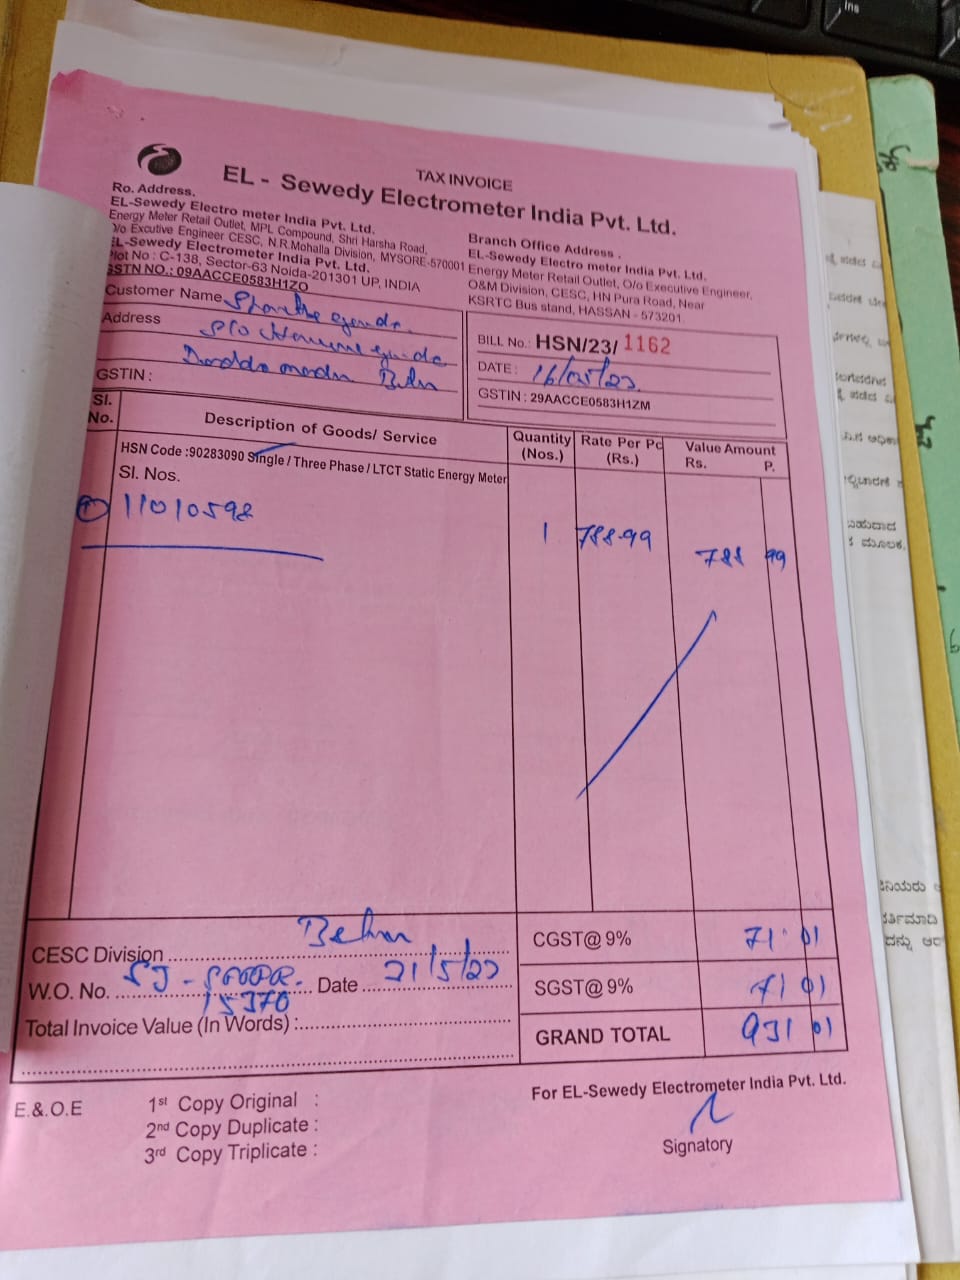 Ins
TAX INVOICE
EL - Sewedy Electrometer India Pvt. Ltd.
Ro. Address.
EL-Sewedy Electro meter India Pvt. Ltd.
Energy Meter Retail Outlet, MPL Compound, Shri Harsha Road,
O/o Excutive Engineer CESC, N.R.Mohalla Division, MYSORE-570001
EL-Sewedy Electrometer India Pvt. Ltd.
Plot No : C-138, Sector-63 Noida-201301 UP, INDIA
GSTN NO.: 09AACCE0583H1ZO
Branch Office Address .
EL-Sewedy Electro meter India Pvt. Ltd.
Energy Meter Retail Outlet, O/o Executive Engineer,
O&M Division, CESC, HN Pura Road, Near
KSRTC Bus stand, HASSAN - 573201
Customer Name
Address S/o
GSTIN :
BILL No.: HSN/23/ 1162
DATE : 16/05/23
GSTIN : 29AACCE0583H1ZM
Sl. No. Description of Goods/ Service Quantity (Nos.) Rate Per Pc (Rs.) Value Amount Rs. P.
HSN Code :90283090 Single / Three Phase / LTCT Static Energy Meter
Sl. Nos.
1 11010598 1 788.99 788 99
CESC Division
W.O. No. 15370 Date
Total Invoice Value (In Words) :
CGST@ 9% 71 01
SGST@ 9% 71 01
GRAND TOTAL 931 01
E.&.O.E
1st Copy Original :
2nd Copy Duplicate :
3rd Copy Triplicate :
For EL-Sewedy Electrometer India Pvt. Ltd.
Signatory